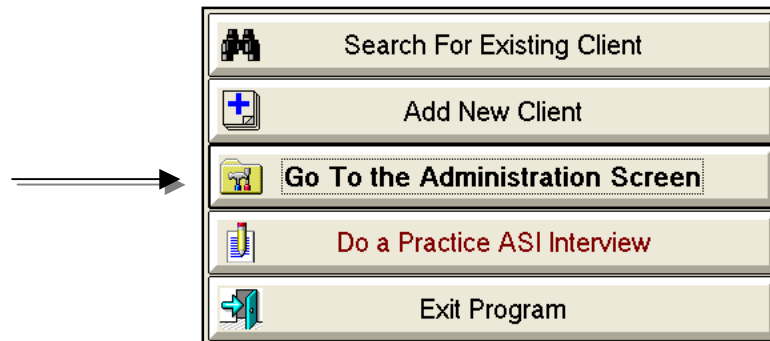 Search For Existing Client
Add New Client
Go To the Administration Screen
Do a Practice ASI Interview
Exit Program